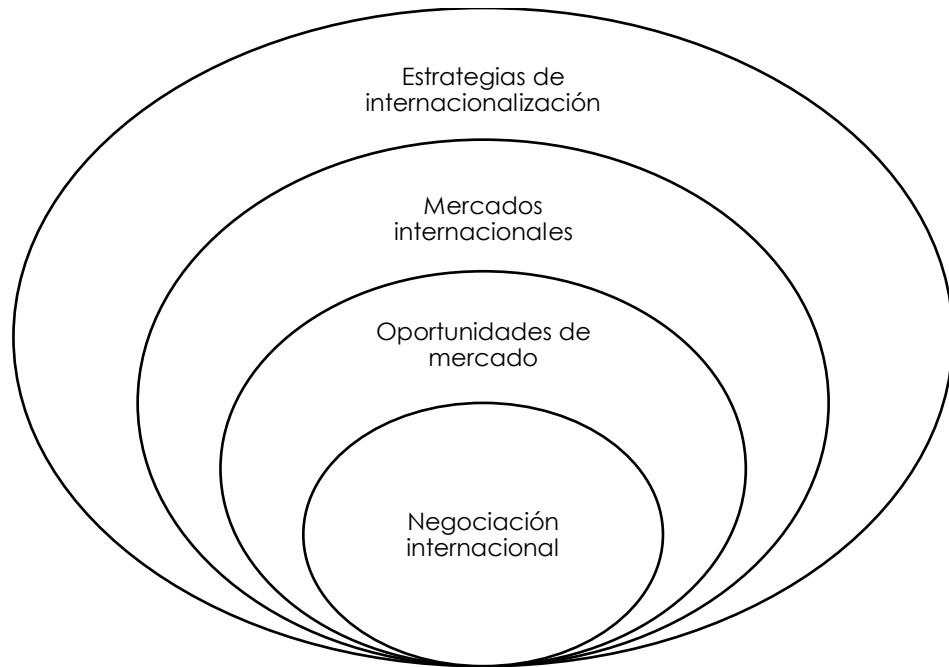 Estrategias de
internacionalización
Mercados
internacionales
Oportunidades de
mercado
Negociación
internacional